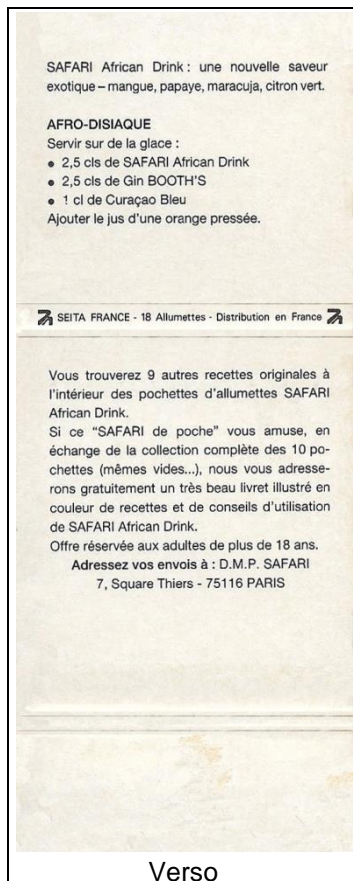 SAFARI African Drink : une nouvelle saveur
exotique – mangue, papaye, maracuja, citron vert.
AFRO-DISIAQUE
Servir sur de la glace :
• 2,5 cls de SAFARI African Drink
• 2,5 cls de Gin BOOTH'S
• 1 cl de Curaçao Bleu
Ajouter le jus d'une orange pressée.
SEITA FRANCE - 18 Allumettes - Distribution en France
Vous trouverez 9 autres recettes originales à
l'intérieur des pochettes d'allumettes SAFARI
African Drink.
Si ce “SAFARI de poche” vous amuse, en
échange de la collection complète des 10 po-
chettes (mêmes vides...), nous vous adresse-
rons gratuitement un très beau livret illustré en
couleur de recettes et de conseils d'utilisation
de SAFARI African Drink.
Offre réservée aux adultes de plus de 18 ans.
Adressez vos envois à : D.M.P. SAFARI
7, Square Thiers - 75116 PARIS
Verso